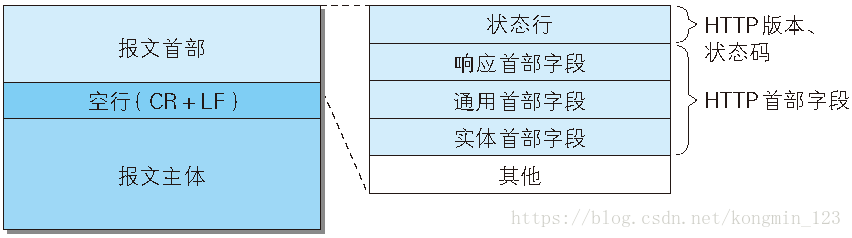 报文首部
空行(CR+LF)
报文主体
状态行
响应首部字段
通用首部字段
实体首部字段
其他
HTTP版本、
状态码
HTTP首部字段
https://blog.csdn.net/kongmin_123